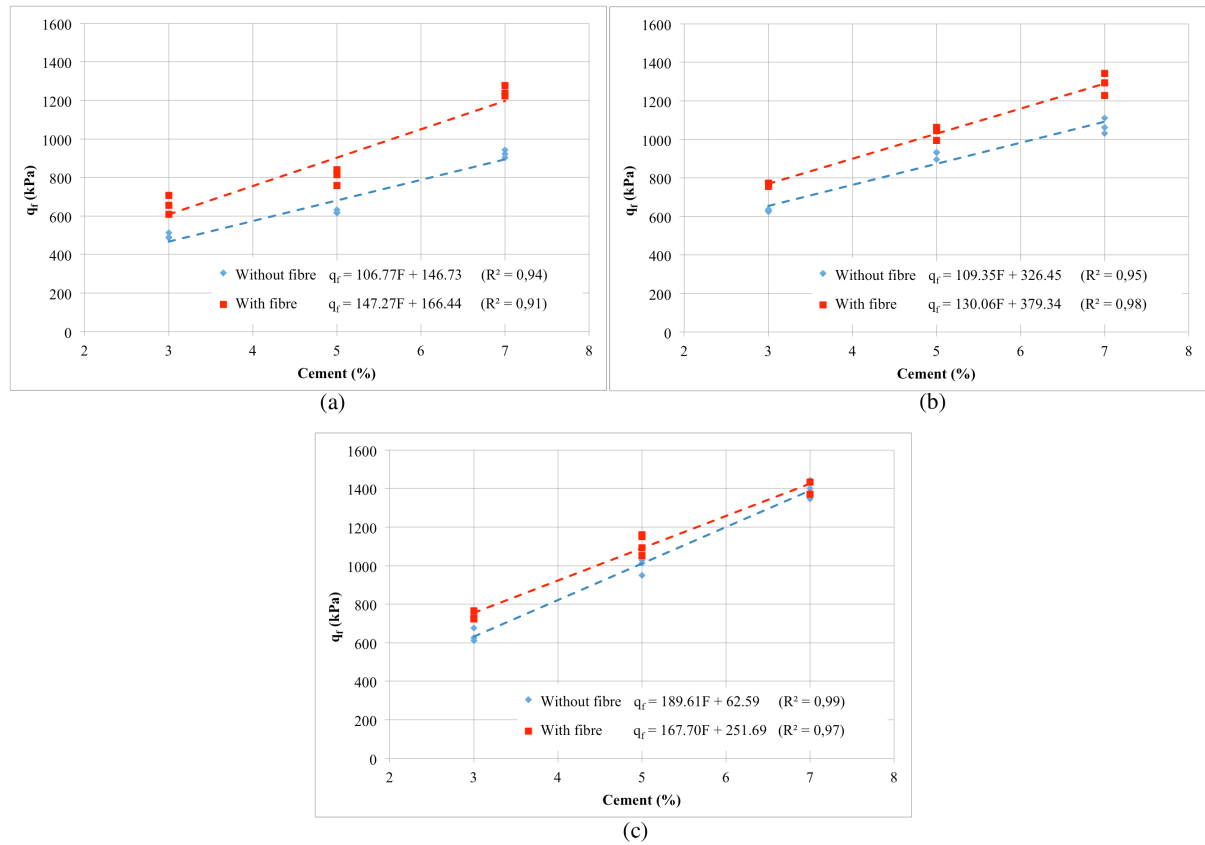 1600
1400
1200
1000
800
600
400
200
0
q_f (kPa)
Without fibre q_f = 106.77F + 146.73 (R² = 0,94)
With fibre q_f = 147.27F + 166.44 (R² = 0,91)
2 3 4 5 6 7 8
Cement (%)
(a)
1600
1400
1200
1000
800
600
400
200
0
q_f (kPa)
Without fibre q_f = 109.35F + 326.45 (R² = 0,95)
With fibre q_f = 130.06F + 379.34 (R² = 0,98)
2 3 4 5 6 7 8
Cement (%)
(b)
1600
1400
1200
1000
800
600
400
200
0
q_f (kPa)
Without fibre q_f = 189.61F + 62.59 (R² = 0,99)
With fibre q_f = 167.70F + 251.69 (R² = 0,97)
2 3 4 5 6 7 8
Cement (%)
(c)